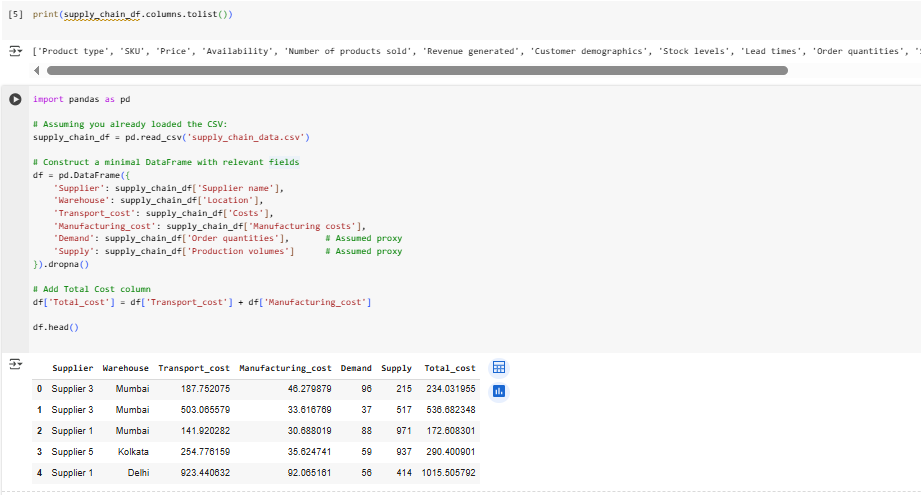 [5] print(supply_chain_df.columns.tolist())
['Product type', 'SKU', 'Price', 'Availability', 'Number of products sold', 'Revenue generated', 'Customer demographics', 'Stock levels', 'Lead times', 'Order quantities', '
import pandas as pd
# Assuming you already loaded the CSV:
supply_chain_df = pd.read_csv('supply_chain_data.csv')
# Construct a minimal DataFrame with relevant fields
df = pd.DataFrame({
'Supplier': supply_chain_df['Supplier name'],
'Warehouse': supply_chain_df['Location'],
'Transport_cost': supply_chain_df['Costs'],
'Manufacturing_cost': supply_chain_df['Manufacturing costs'],
'Demand': supply_chain_df['Order quantities'], # Assumed proxy
'Supply': supply_chain_df['Production volumes'] # Assumed proxy
}).dropna()
# Add Total Cost column
df['Total_cost'] = df['Transport_cost'] + df['Manufacturing_cost']
df.head()
Supplier Warehouse Transport_cost Manufacturing_cost Demand Supply Total_cost
0 Supplier 3 Mumbai 187.752075 46.279879 96 215 234.031955
1 Supplier 3 Mumbai 503.065579 33.616769 37 517 536.682348
2 Supplier 1 Mumbai 141.920282 30.688019 88 971 172.608301
3 Supplier 5 Kolkata 254.776159 35.624741 59 937 290.400901
4 Supplier 1 Delhi 923.440632 92.065161 56 414 1015.505792